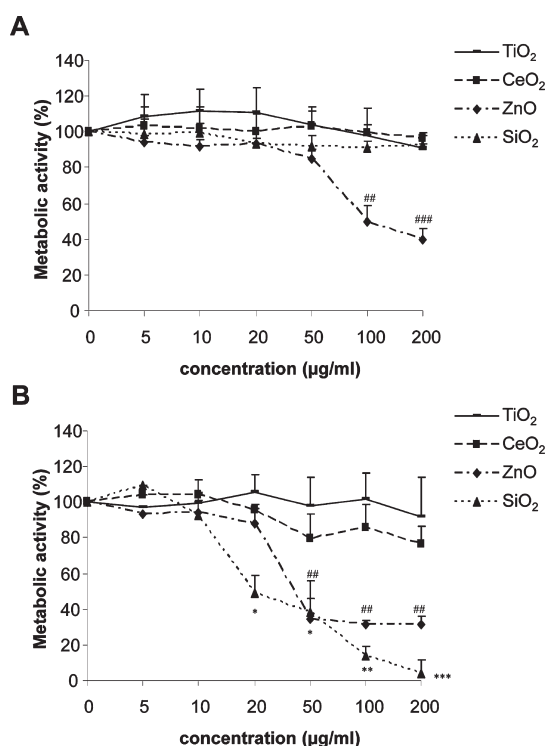 A
140
120
100
80
60
40
20
0
Metabolic activity (%)
##
###
0 5 10 20 50 100 200
concentration (µg/ml)
TiO₂
CeO₂
ZnO
SiO₂
B
140
120
100
80
60
40
20
0
Metabolic activity (%)
## ## ##
* * ** ***
0 5 10 20 50 100 200
concentration (µg/ml)
TiO₂
CeO₂
ZnO
SiO₂